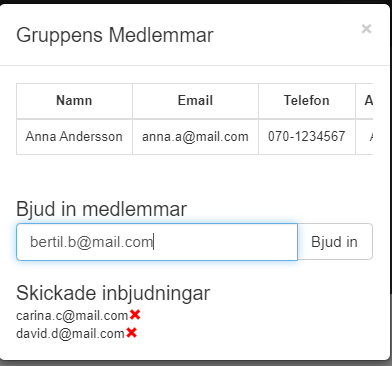 Gruppens Medlemmar ×
Namn Email Telefon A
Anna Andersson anna.a@mail.com 070-1234567
Bjud in medlemmar
bertil.b@mail.com Bjud in
Skickade inbjudningar
carina.c@mail.com
david.d@mail.com